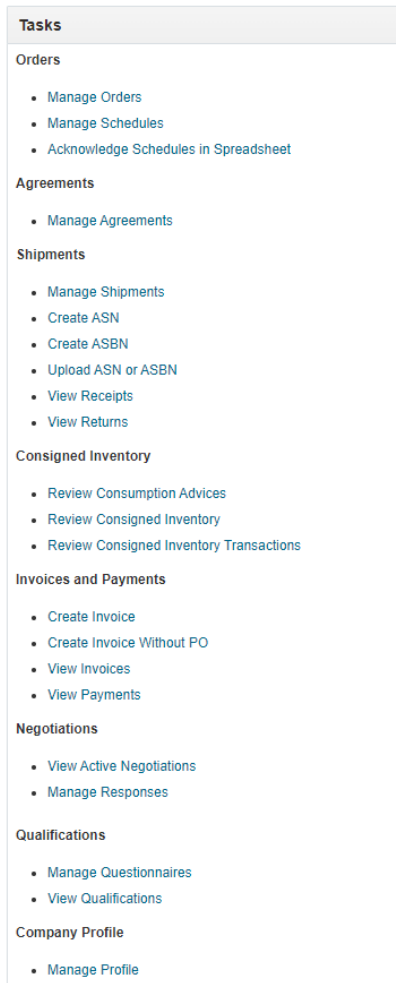 Tasks
Orders
Manage Orders
Manage Schedules
Acknowledge Schedules in Spreadsheet
Agreements
Manage Agreements
Shipments
Manage Shipments
Create ASN
Create ASBN
Upload ASN or ASBN
View Receipts
View Returns
Consigned Inventory
Review Consumption Advices
Review Consigned Inventory
Review Consigned Inventory Transactions
Invoices and Payments
Create Invoice
Create Invoice Without PO
View Invoices
View Payments
Negotiations
View Active Negotiations
Manage Responses
Qualifications
Manage Questionnaires
View Qualifications
Company Profile
Manage Profile